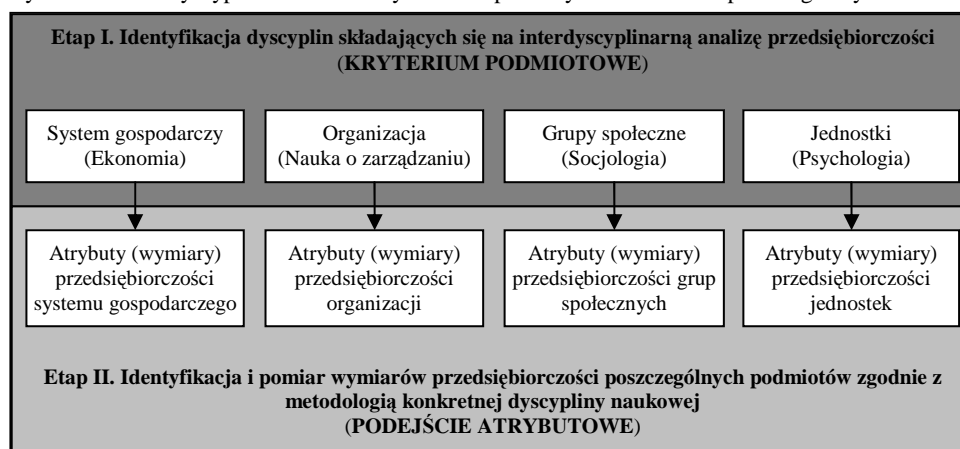 Etap I. Identyfikacja dyscyplin składających się na interdyscyplinarną analizę przedsiębiorczości
(KRYTERIUM PODMIOTOWE)
System gospodarczy
(Ekonomia)
Organizacja
(Nauka o zarządzaniu)
Grupy społeczne
(Socjologia)
Jednostki
(Psychologia)
Atrybuty (wymiary)
przedsiębiorczości
systemu gospodarczego
Atrybuty (wymiary)
przedsiębiorczości
organizacji
Atrybuty (wymiary)
przedsiębiorczości grup
społecznych
Atrybuty (wymiary)
przedsiębiorczości
jednostek
Etap II. Identyfikacja i pomiar wymiarów przedsiębiorczości poszczególnych podmiotów zgodnie z
metodologią konkretnej dyscypliny naukowej
(PODEJŚCIE ATRYBUTOWE)